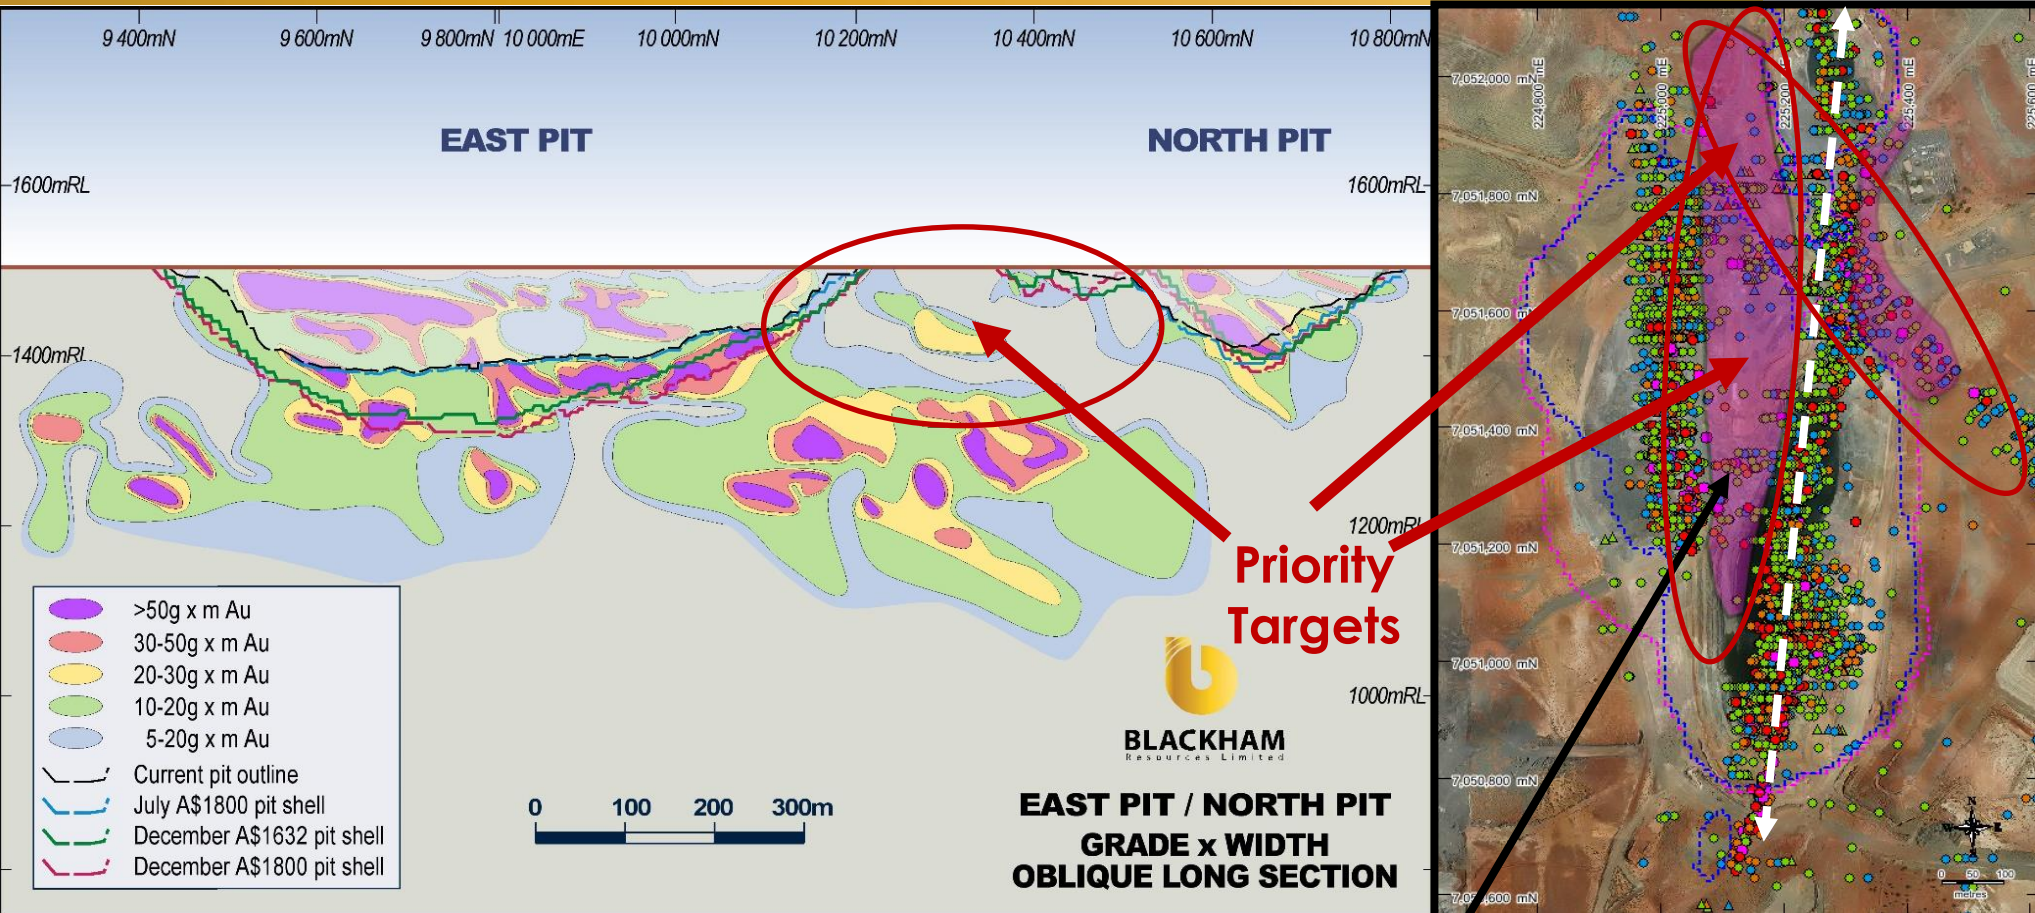 9 400mN
9 600mN
9 800mN
10 000mE
10 000mN
10 200mN
10 400mN
10 600mN
10 800mN
EAST PIT
NORTH PIT
1600mRL
1600mRL
1400mRL
1200mRL
1000mRL
Priority
Targets
>50g x m Au
30-50g x m Au
20-30g x m Au
10-20g x m Au
5-20g x m Au
Current pit outline
July A$1800 pit shell
December A$1632 pit shell
December A$1800 pit shell
0 100 200 300m
BLACKHAM
Resources Limited
EAST PIT / NORTH PIT
GRADE x WIDTH
OBLIQUE LONG SECTION
224,800 mE
225,000 mE
225,200
225,400 mE
7,052,000 mN
7,051,800 mN
7,051,600 mN
7,051,400 mN
7,051,200 mN
7,051,000 mN
7,050,800 mN
N
W E
0 50 100
metres